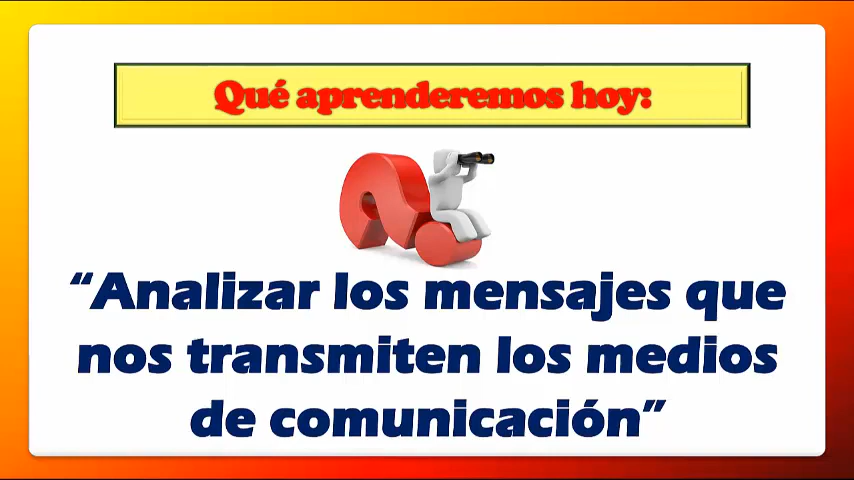 Qué aprenderemos hoy:
“Analizar los mensajes que
nos transmiten los medios
de comunicación”